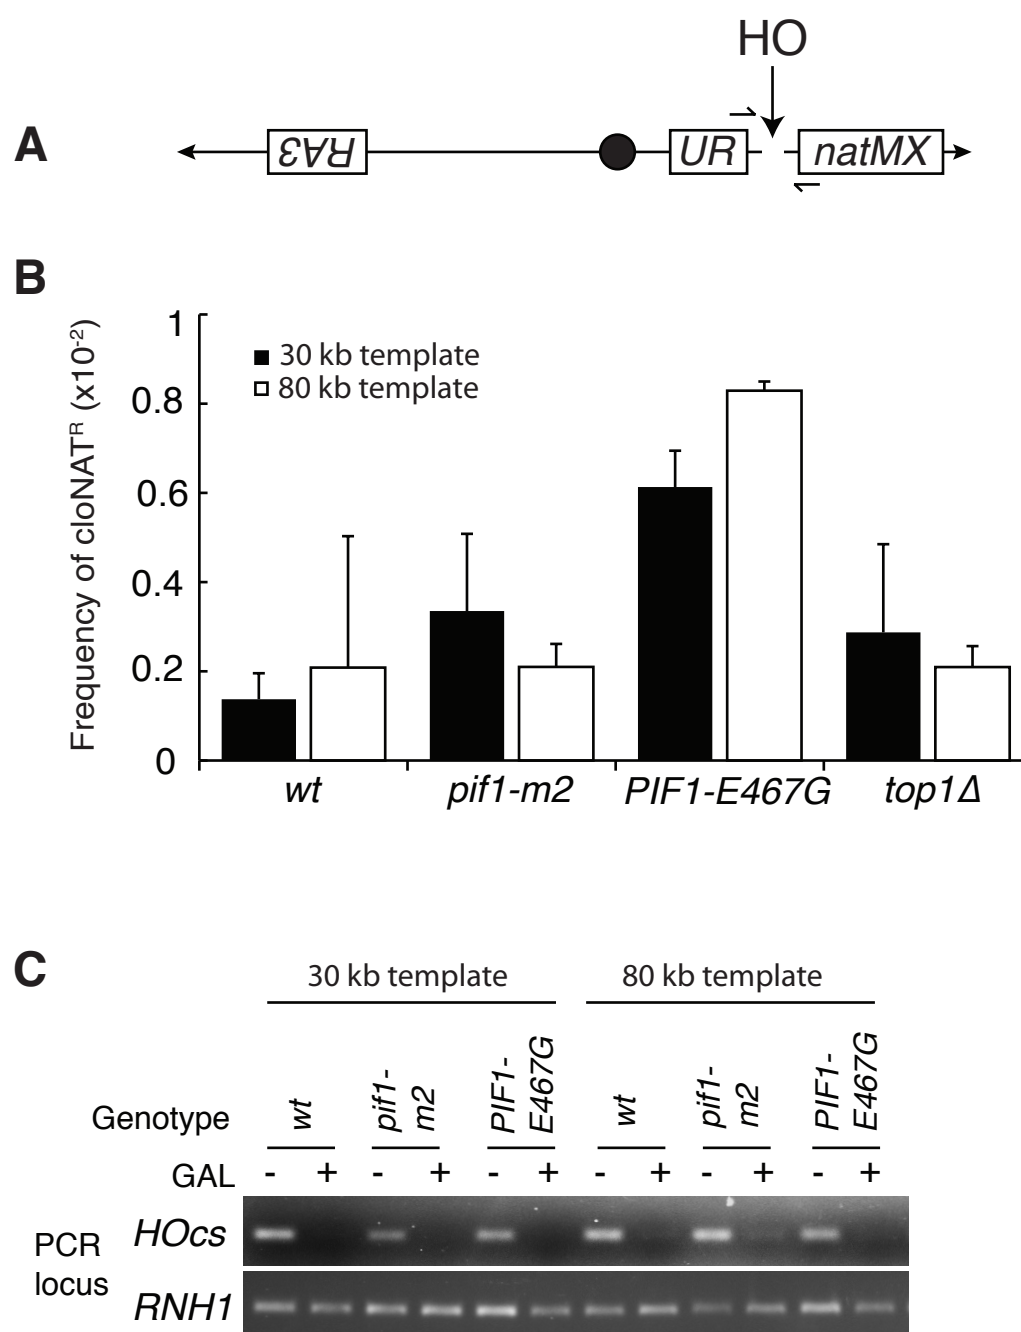 HO
A
RA3
UR
natMX
B
Frequency of cloNATᴿ (x10⁻²)
1
0.8
0.6
0.4
0.2
0
30 kb template
80 kb template
wt
pif1-m2
PIF1-E467G
top1Δ
C
30 kb template
80 kb template
Genotype
wt
pif1-
m2
PIF1-
E467G
wt
pif1-
m2
PIF1-
E467G
GAL - + - + - + - + - + - +
PCR
locus
HOcs
RNH1